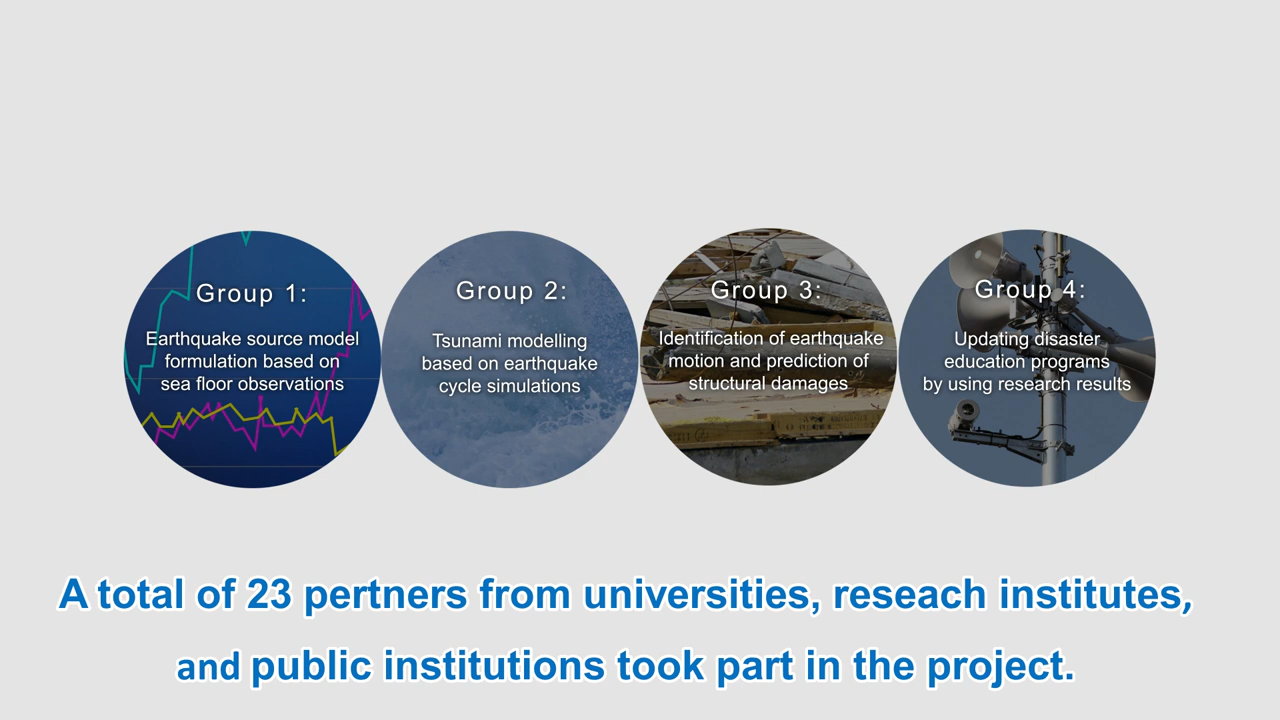 Group 1:
Earthquake source model
formulation based on
sea floor observations
Group 2:
Tsunami modelling
based on earthquake
cycle simulations
Group 3:
Identification of earthquake
motion and prediction of
structural damages
Group 4:
Updating disaster
education programs
by using research results
A total of 23 pertners from universities, reseach institutes,
and public institutions took part in the project.